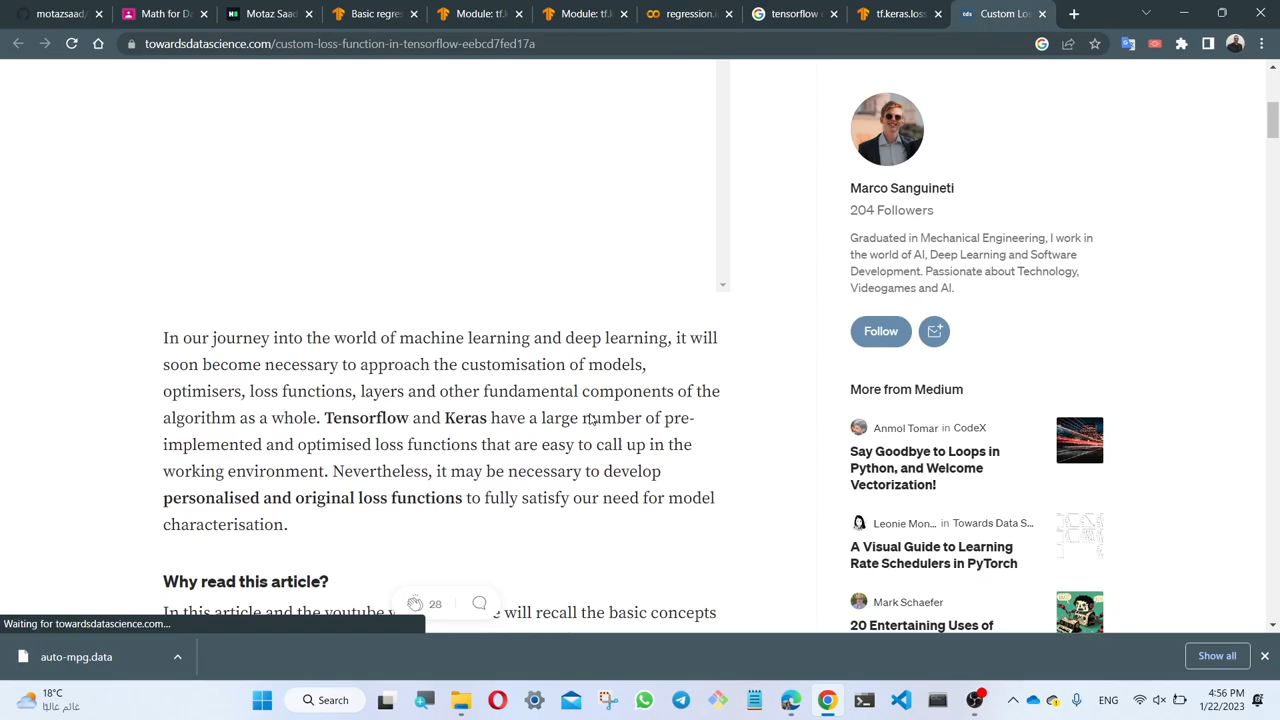 motazsaad/
Math for Da
Motaz Saad
Basic regres
Module: tf.k
Module: tf.k
regression.i
tensorflow c
tf.keras.loss
Custom Los
towardsdatascience.com/custom-loss-function-in-tensorflow-eebcd7fed17a
Marco Sanguineti
204 Followers
Graduated in Mechanical Engineering, I work in
the world of AI, Deep Learning and Software
Development. Passionate about Technology,
Videogames and AI.
Follow
In our journey into the world of machine learning and deep learning, it will
soon become necessary to approach the customisation of models,
optimisers, loss functions, layers and other fundamental components of the
algorithm as a whole. Tensorflow and Keras have a large number of pre-
implemented and optimised loss functions that are easy to call up in the
working environment. Nevertheless, it may be necessary to develop
personalised and original loss functions to fully satisfy our need for model
characterisation.
Why read this article?
In this article and the youtube v
e will recall the basic concepts
28
More from Medium
Anmol Tomar in CodeX
Say Goodbye to Loops in
Python, and Welcome
Vectorization!
Leonie Mon... in Towards Data S...
A Visual Guide to Learning
Rate Schedulers in PyTorch
Mark Schaefer
20 Entertaining Uses of
Waiting for towardsdatascience.com...
auto-mpg.data
Show all
18°C
غائم غالبًا
Search
ENG
4:56 PM
1/22/2023